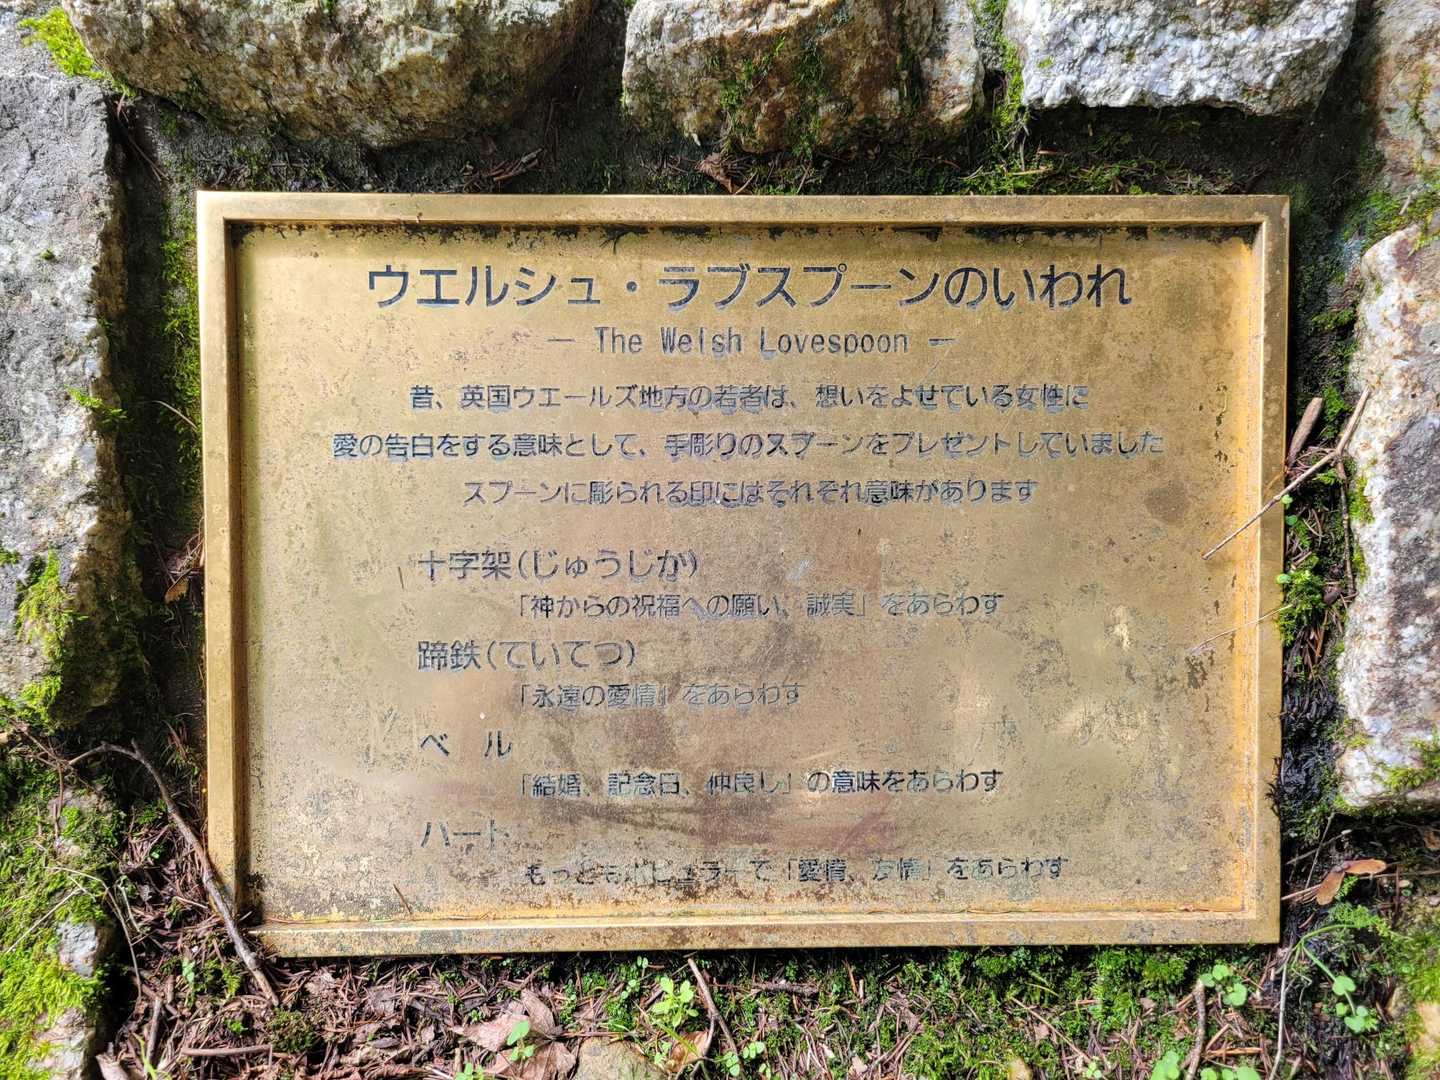 ウエルシュ・ラブスプーンのいわれ
— The Welsh Lovespoon —
昔、英国ウエールズ地方の若者は、想いをよせている女性に
愛の告白をする意味として、手彫りのスプーンをプレゼントしていました
スプーンに彫られる印にはそれぞれ意味があります
十字架(じゅうじか)
「神からの祝福への願い、誠実」をあらわす
蹄鉄(ていてつ)
「永遠の愛情」をあらわす
ベル
「結婚、記念日、仲良し」の意味をあらわす
ハート
もっともポピュラーで「愛情、友情」をあらわす